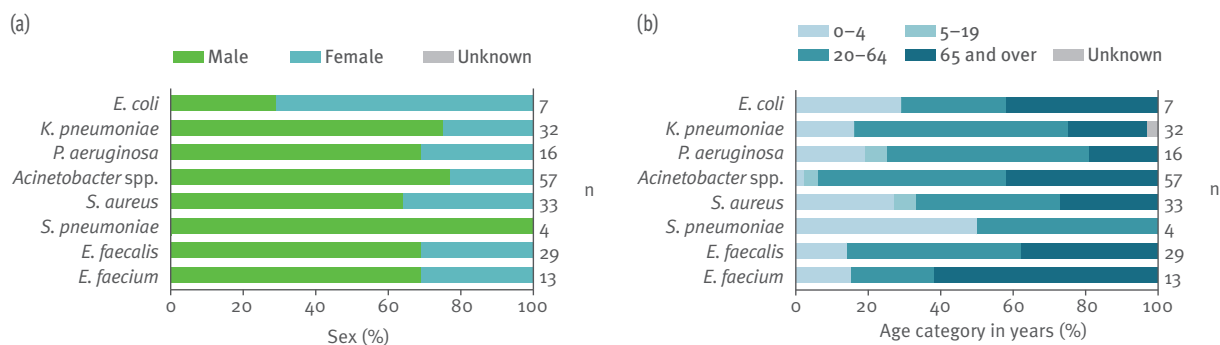 (a)
Male Female Unknown
E. coli 7
K. pneumoniae 32
P. aeruginosa 16
Acinetobacter spp. 57
S. aureus 33
S. pneumoniae 4
E. faecalis 29
E. faecium 13
n
0 20 40 60 80 100
Sex (%)
(b)
0–4 5–19
20–64 65 and over Unknown
E. coli 7
K. pneumoniae 32
P. aeruginosa 16
Acinetobacter spp. 57
S. aureus 33
S. pneumoniae 4
E. faecalis 29
E. faecium 13
n
0 20 40 60 80 100
Age category in years (%)